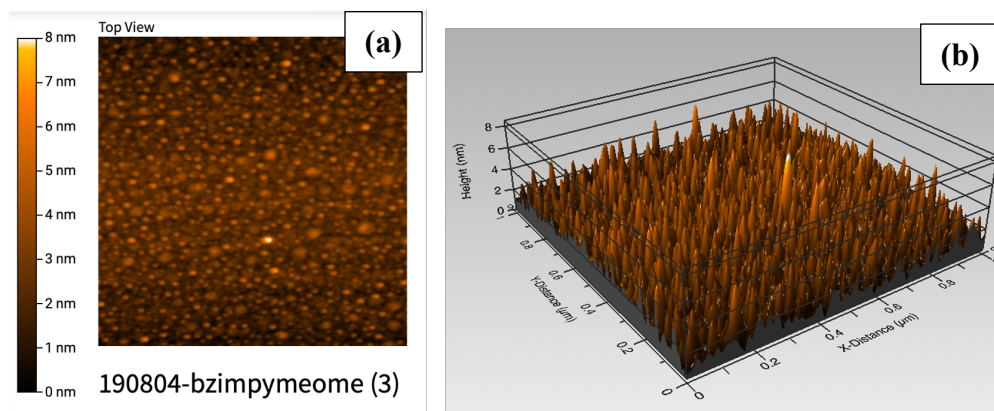 Top View
(a)
8 nm
7 nm
6 nm
5 nm
4 nm
3 nm
2 nm
1 nm
0 nm
190804-bzimpymeome (3)
(b)
Height (nm)
8
6
4
2
0
1
0.8
0.6
0.4
0.2
0
Y-Distance (µm)
0
0.2
0.4
0.6
0.8
X-Distance (µm)